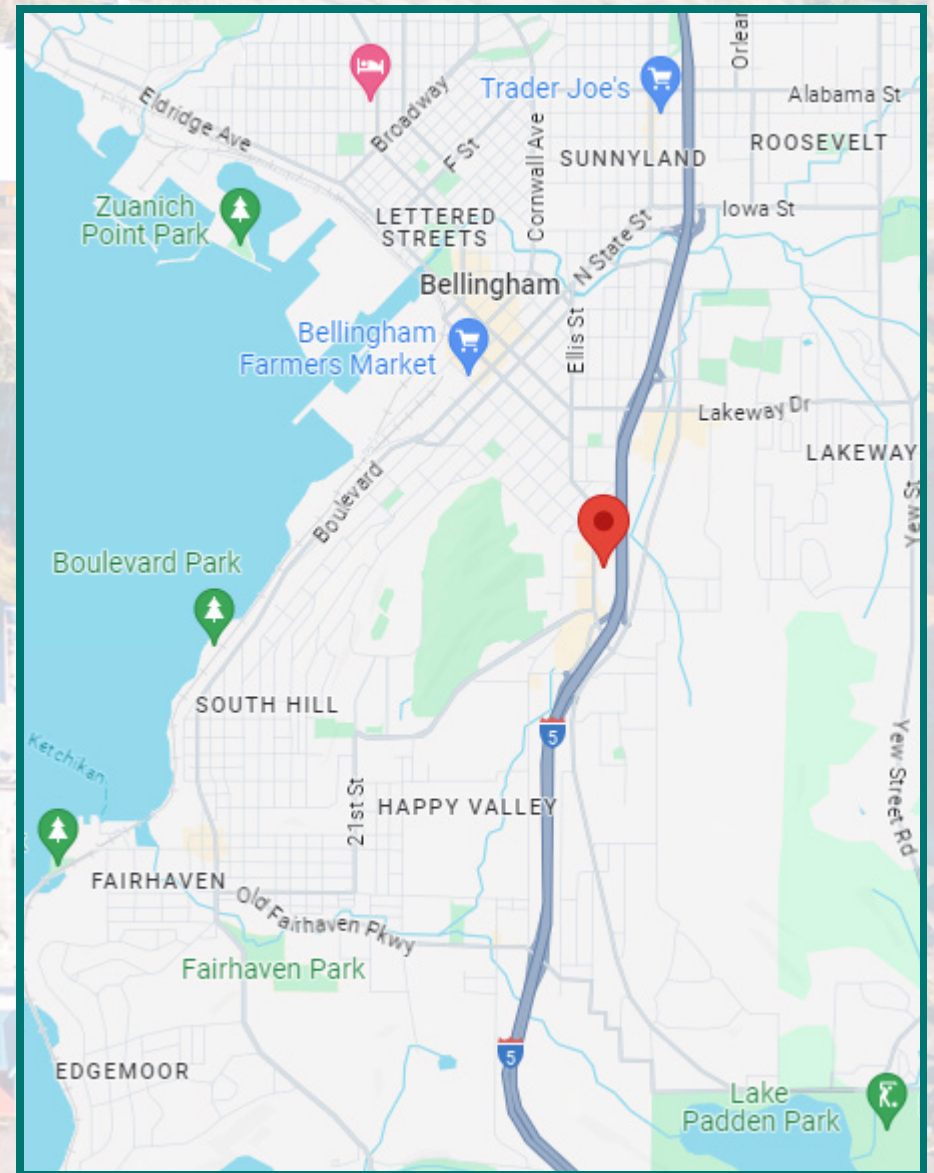 Orlean
Eldridge Ave
Broadway
Trader Joe's
Alabama St
F St
Cornwall Ave
SUNNYLAND
ROOSEVELT
Zuanich
Point Park
LETTERED
STREETS
N State St
Iowa St
Bellingham
Bellingham
Farmers Market
Ellis St
Lakeway Dr
LAKEWAY
Boulevard
Yew St
Boulevard Park
SOUTH HILL
5
Ketchikan
21st St
HAPPY VALLEY
Yew Street Rd
FAIRHAVEN
Old Fairhaven Pkwy
Fairhaven Park
5
EDGEMOOR
Lake
Padden Park